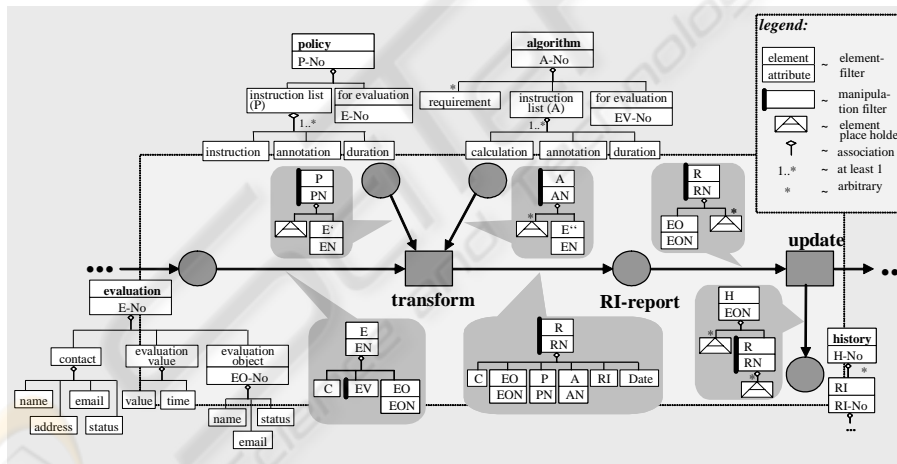 legend:
element
attribute
~ element-
filter
~ manipula-
tion filter
~ element
place holder
~ association
1..* ~ at least 1
* ~ arbitrary
policy
P-No
instruction list
(P)
for evaluation
E-No
1..*
instruction
annotation
duration
algorithm
A-No
*
requirement
instruction
list (A)
for evaluation
EV-No
1..*
calculation
annotation
duration
P
PN
E‘
EN
A
AN
*
E‘‘
EN
R
RN
EO
EON
*
transform
RI-report
update
evaluation
E-No
contact
evaluation
value
evaluation
object
EO-No
name
email
address
status
value
time
name
status
email
E
EN
C
EV
EO
EON
R
RN
C
EO
EON
P
PN
A
AN
RI
Date
H
EON
*
R
RN
*
history
H-No
*
RI
RI-No
...